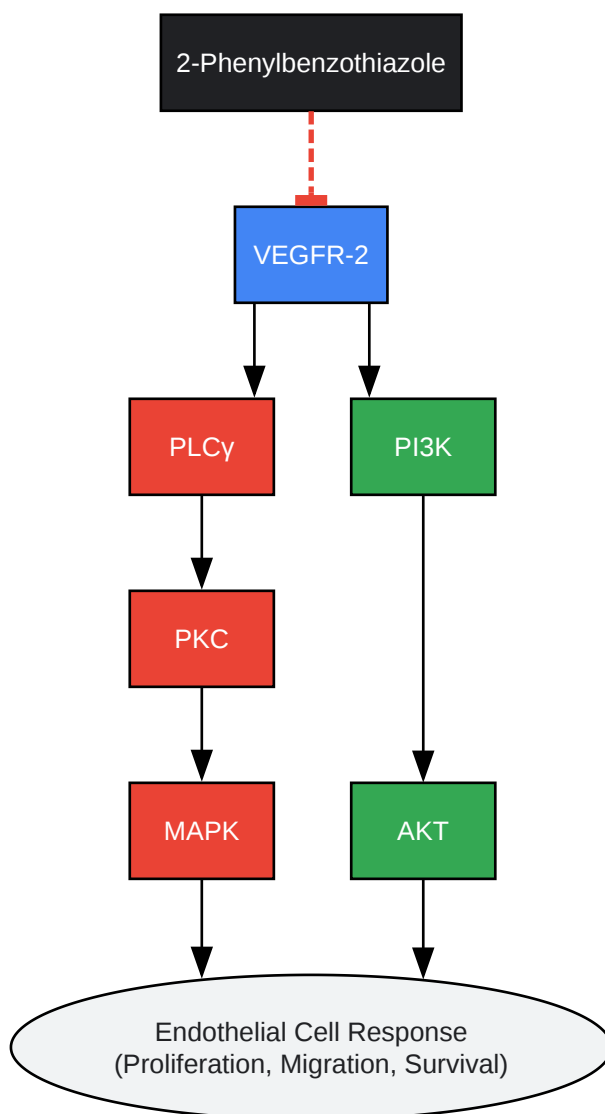 2-Phenylbenzothiazole
VEGFR-2
PLCγ
PI3K
PKC
MAPK
AKT
Endothelial Cell Response
(Proliferation, Migration, Survival)